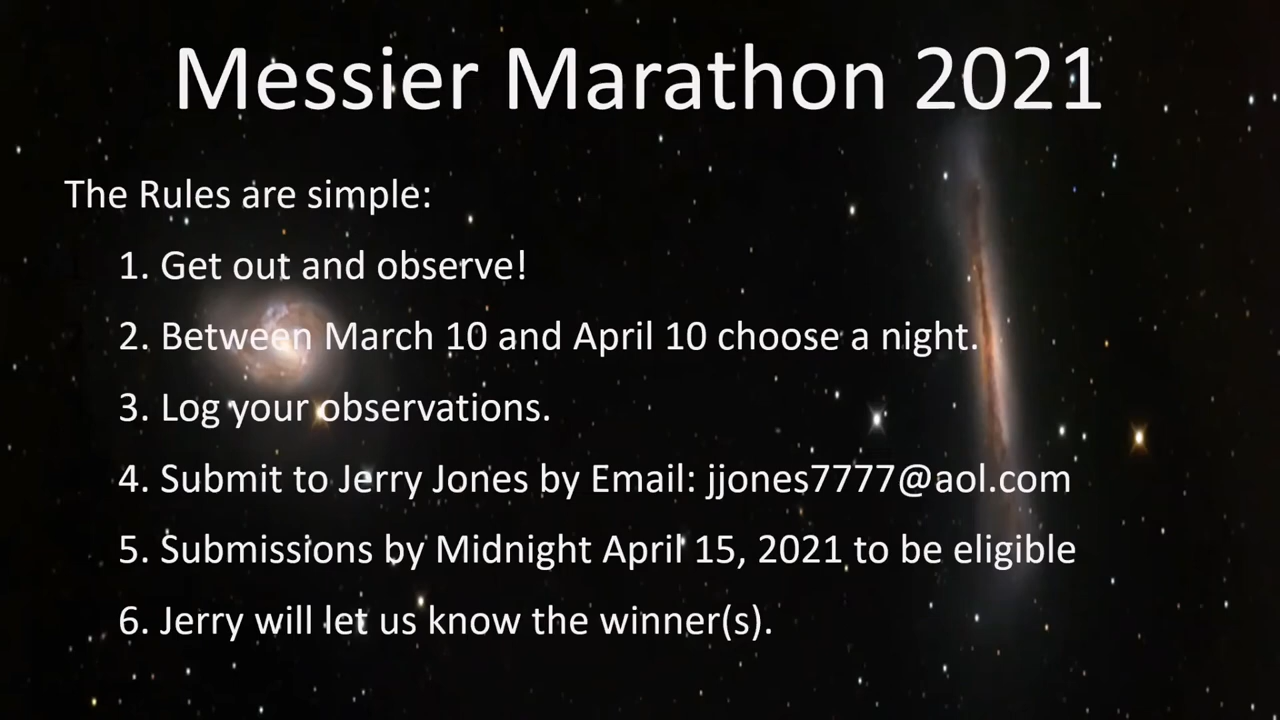 Messier Marathon 2021
The Rules are simple:
1. Get out and observe!
2. Between March 10 and April 10 choose a night.
3. Log your observations.
4. Submit to Jerry Jones by Email: jjones7777@aol.com
5. Submissions by Midnight April 15, 2021 to be eligible
6. Jerry will let us know the winner(s).